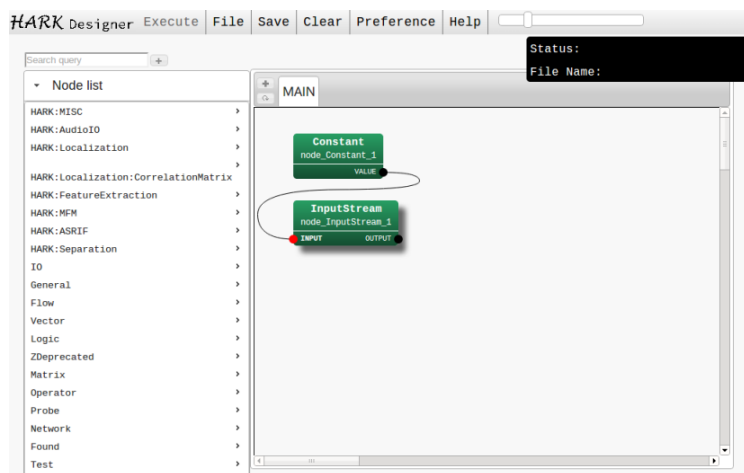 HARK Designer Execute File Save Clear Preference Help
Status:
File Name:
Search query
Node list
MAIN
HARK:MISC
HARK:AudioIO
HARK:Localization
HARK:Localization:CorrelationMatrix
HARK:FeatureExtraction
HARK:MFM
HARK:ASRIF
HARK:Separation
IO
General
Flow
Vector
Logic
ZDeprecated
Matrix
Operator
Probe
Network
Found
Test
Constant
node_Constant_1
VALUE
InputStream
node_InputStream_1
INPUT OUTPUT